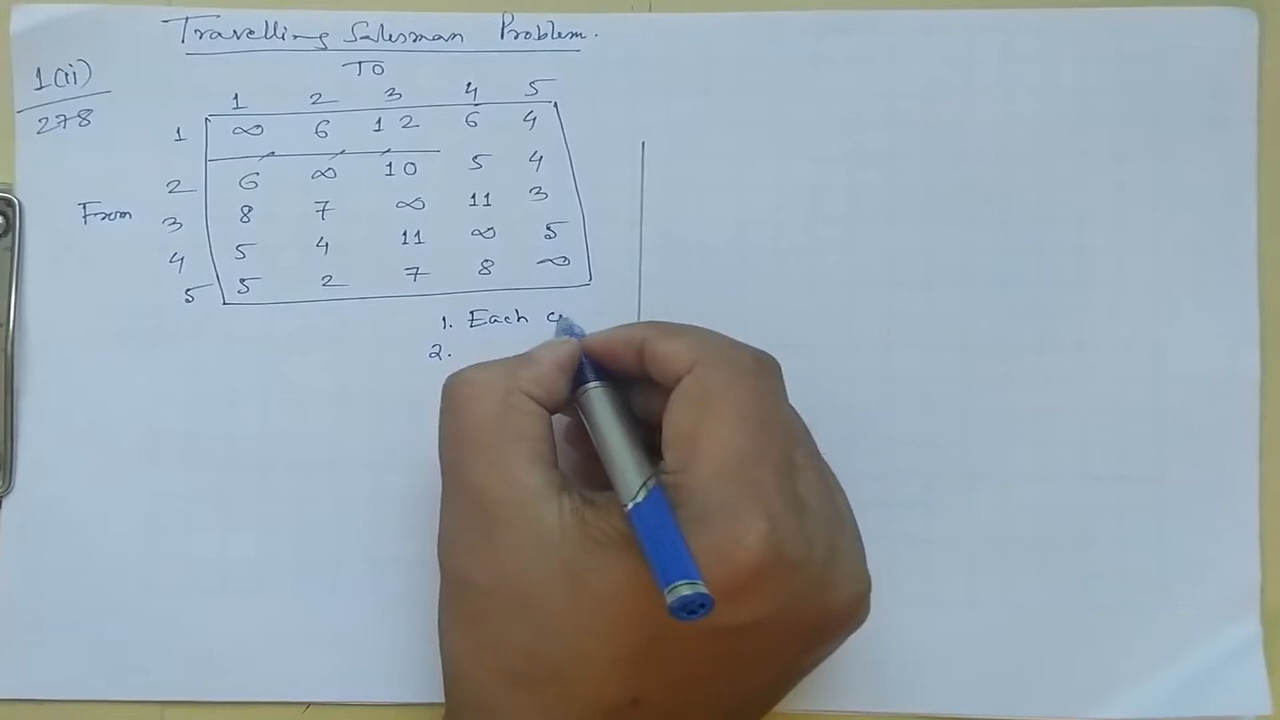 Travelling Salesman Problem.
1(ii)
278
TO
1 2 3 4 5
1 ∞ 6 12 6 4
2 6 ∞ 10 5 4
From
3 8 7 ∞ 11 3
4 5 4 11 ∞ 5
5 5 2 7 8 ∞
1. Each
2.